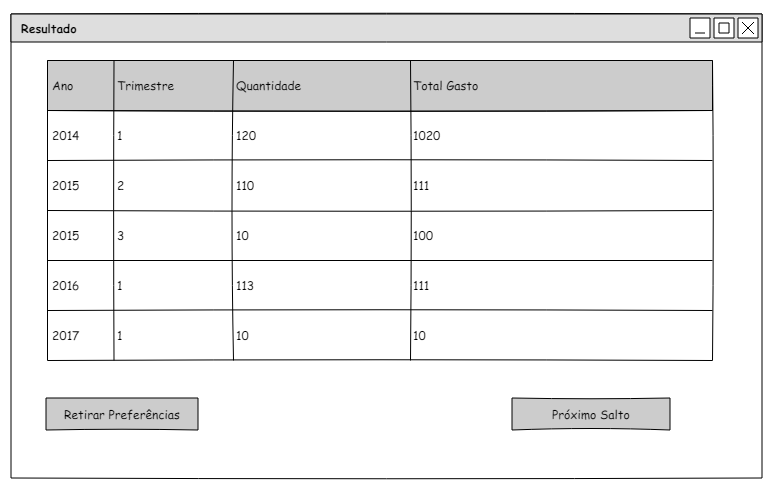 Resultado
Ano Trimestre Quantidade Total Gasto
2014 1 120 1020
2015 2 110 111
2015 3 10 100
2016 1 113 111
2017 1 10 10
Retirar Preferências Próximo Salto